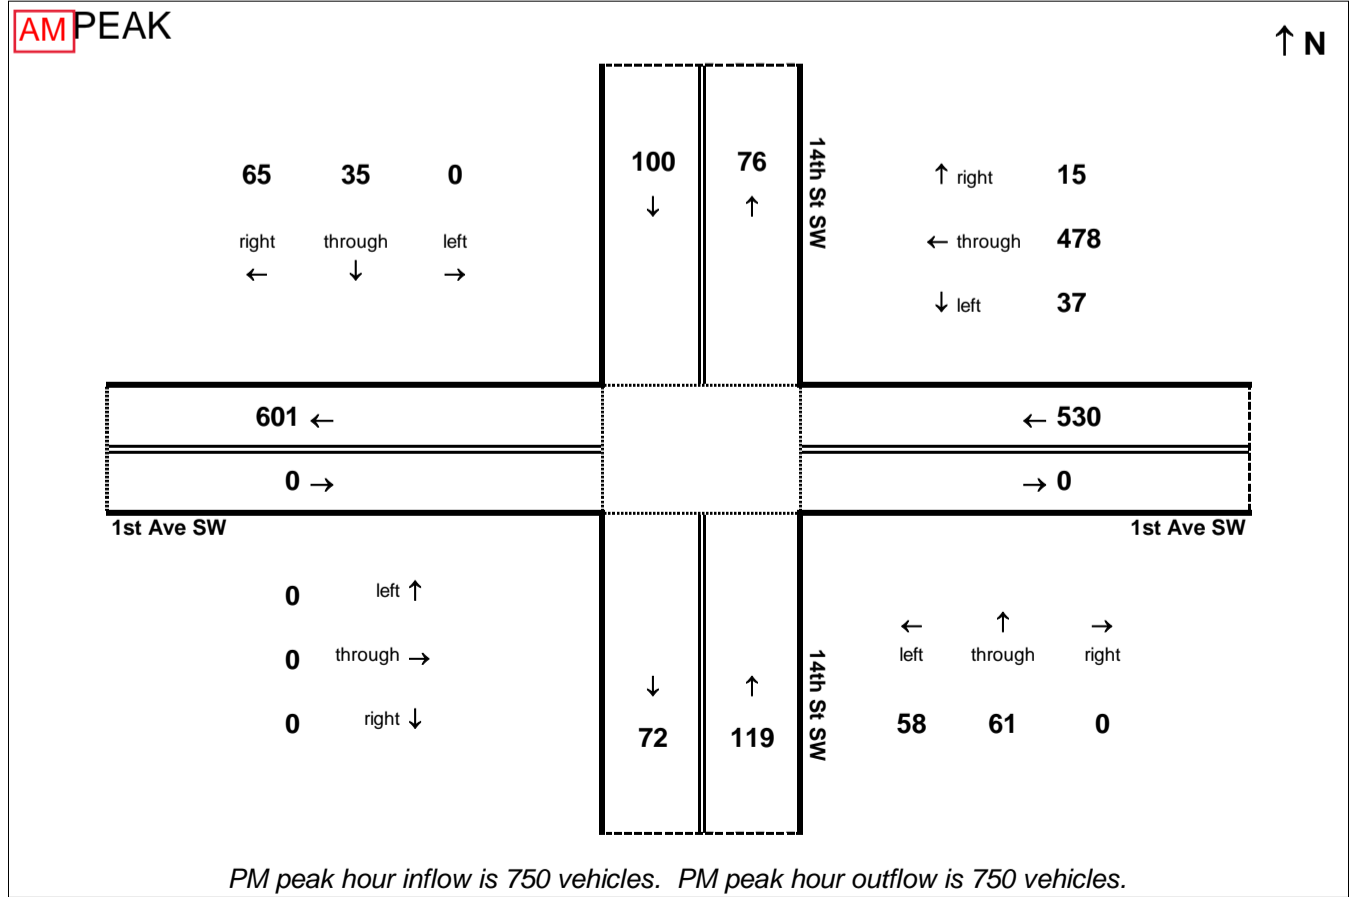 AM PEAK
↑ N
100 76
↓ ↑
14th St SW
65 35 0
right through left
← ↓ →
↑ right 15
← through 478
↓ left 37
601 ←
← 530
0 →
→ 0
1st Ave SW
1st Ave SW
0 left ↑
0 through →
0 right ↓
↓ ↑
72 119
14th St SW
← ↑ →
left through right
58 61 0
PM peak hour inflow is 750 vehicles. PM peak hour outflow is 750 vehicles.